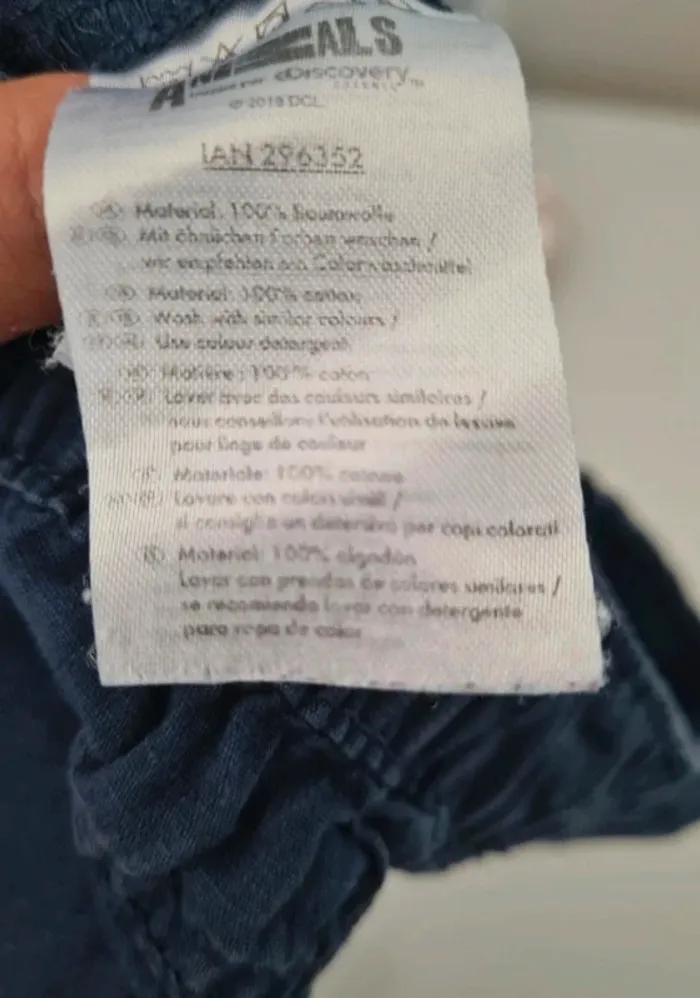 ANIMALS
Discovery™
© 2018 DCL
IAN 296352
Material: 100% Baumwolle
Mit ähnlichen Farben waschen /
wir empfehlen ein Colorwaschmittel
Material: 100% cotton
Wash with similar colours /
Use colour detergent
Matière : 100 % coton
Laver avec des couleurs similaires /
nous conseillons l'utilisation de lessive
pour linge de couleur
Materiale: 100% cotone
Lavare con colori simili /
si consiglia un detersivo per capi colorati
Material: 100% algodón
Lavar con prendas de colores similares /
se recomienda lavar con detergente
para ropa de color